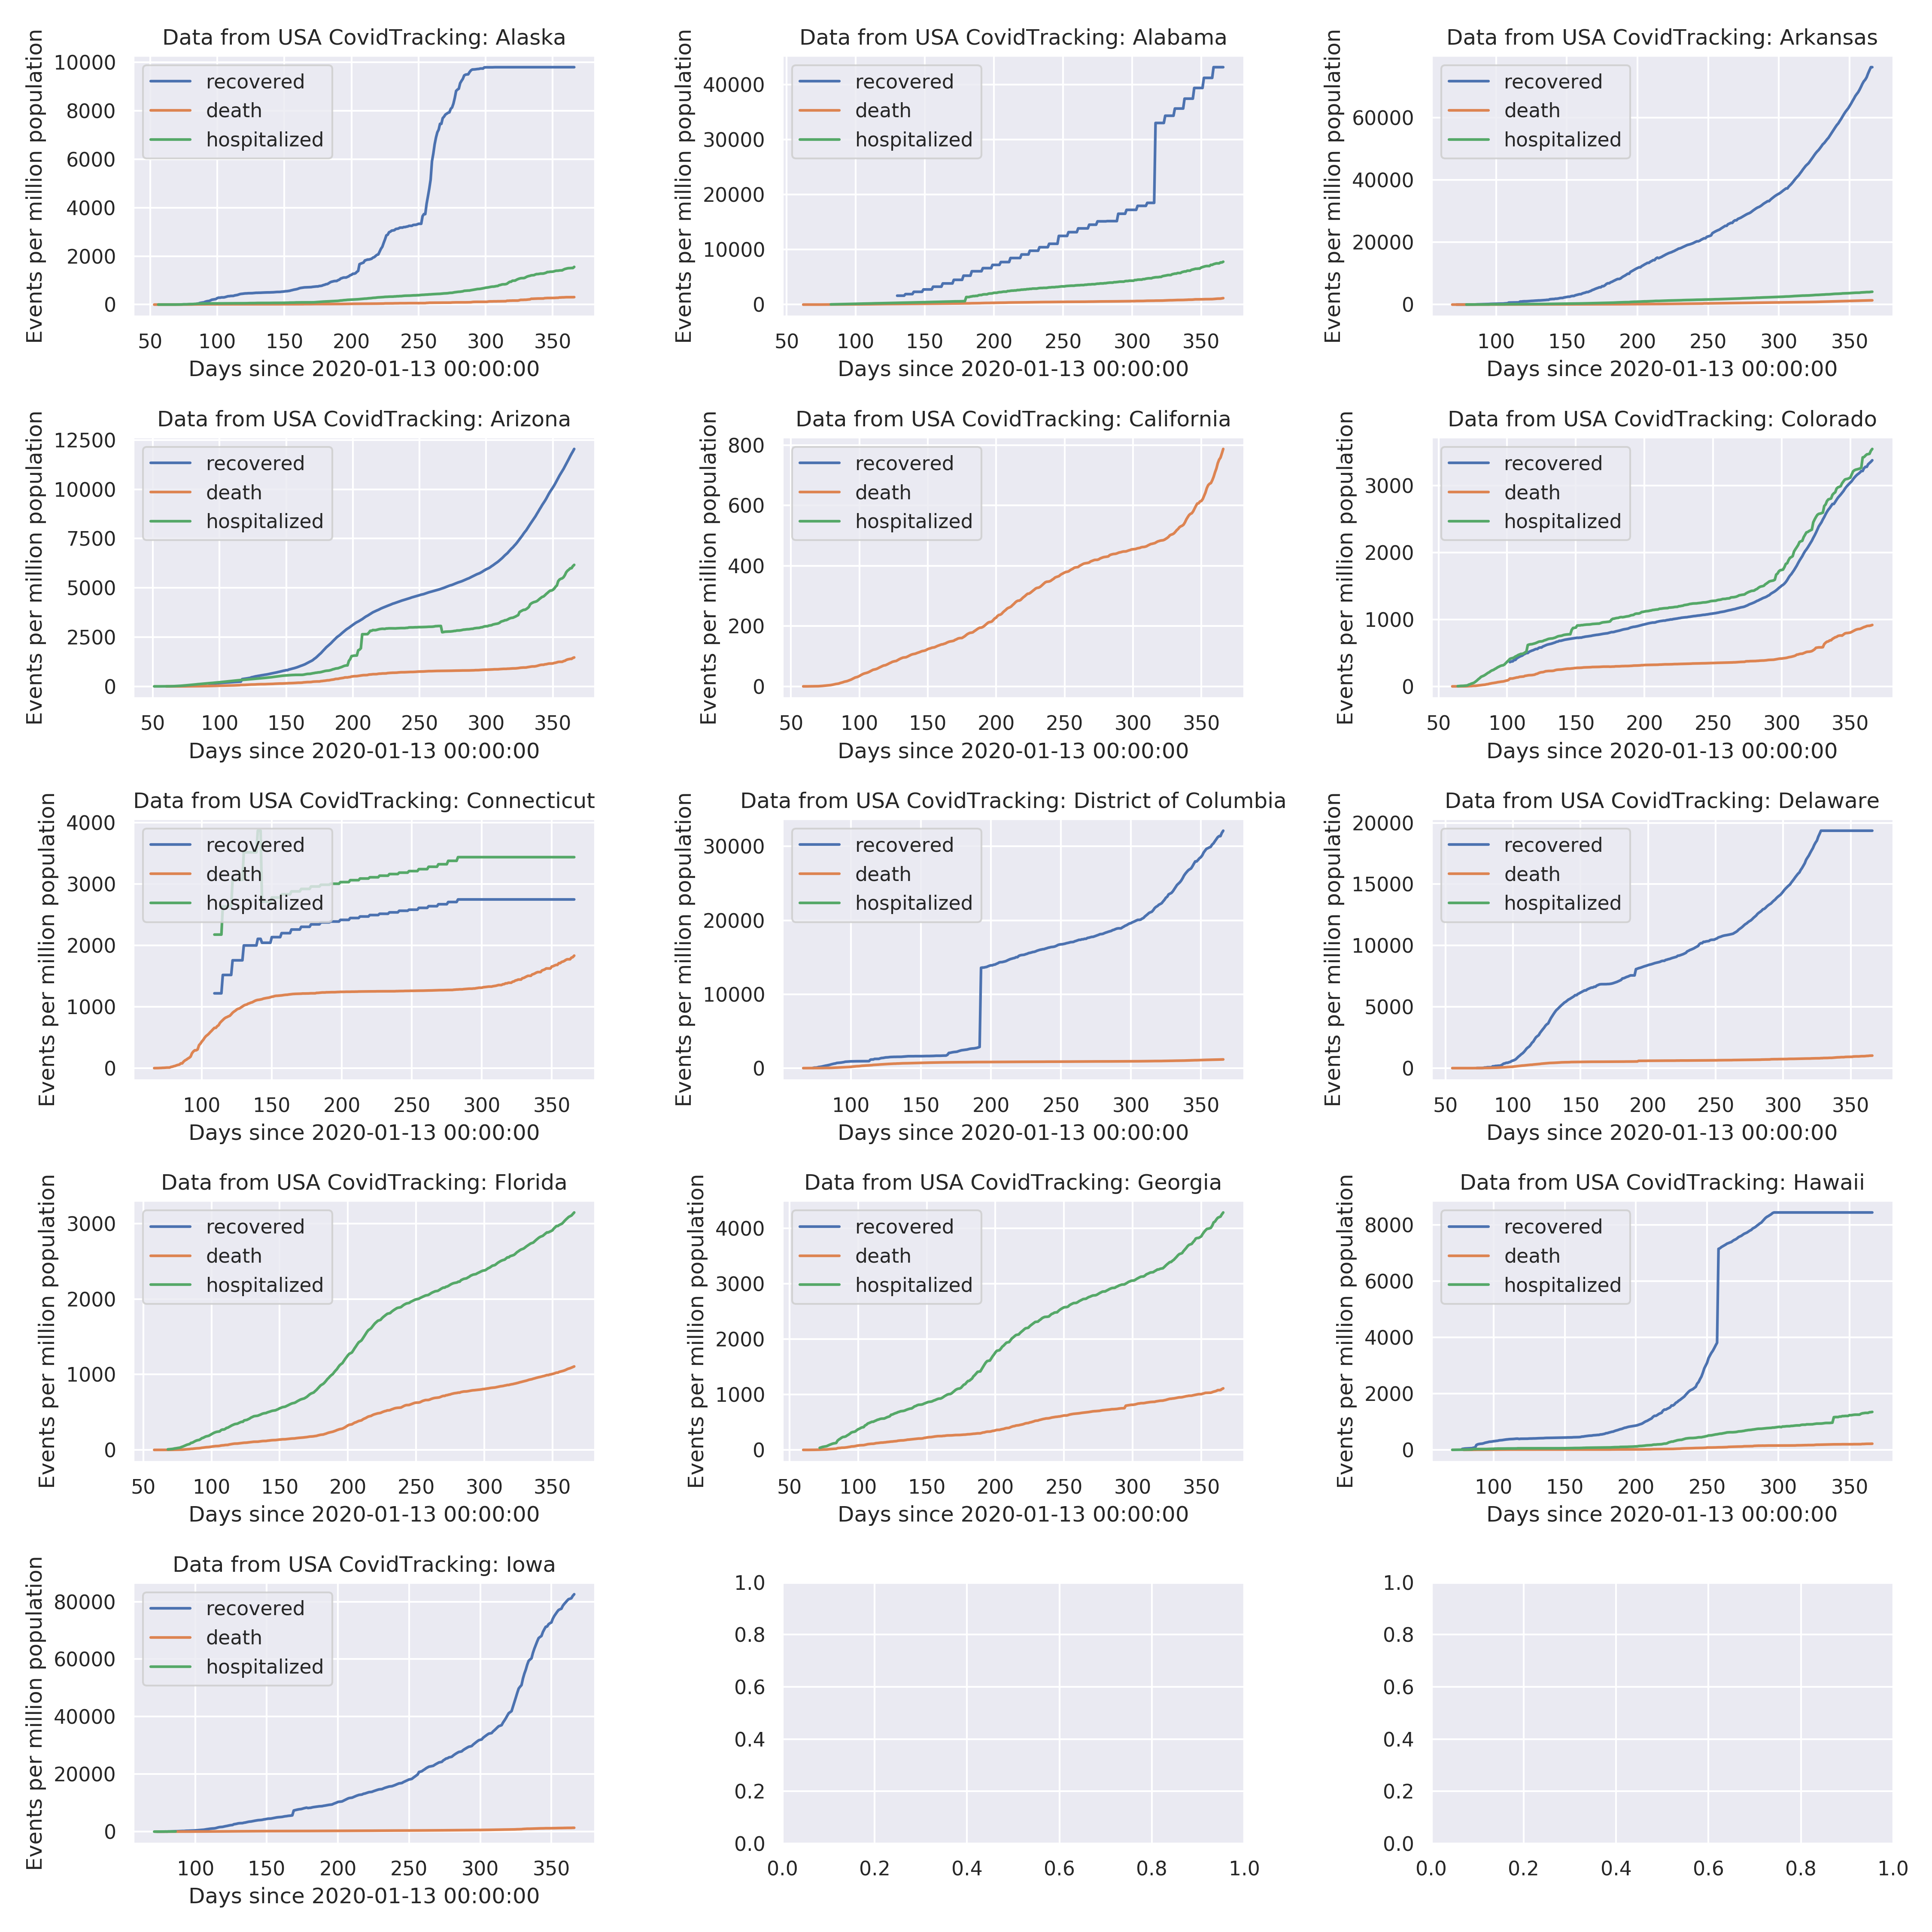 Data from USA CovidTracking: Alaska
Events per million population
10000
8000
6000
4000
2000
0
recovered
death
hospitalized
50 100 150 200 250 300 350
Days since 2020-01-13 00:00:00
Data from USA CovidTracking: Alabama
Events per million population
40000
30000
20000
10000
0
recovered
death
hospitalized
50 100 150 200 250 300 350
Days since 2020-01-13 00:00:00
Data from USA CovidTracking: Arkansas
Events per million population
60000
40000
20000
0
recovered
death
hospitalized
100 150 200 250 300 350
Days since 2020-01-13 00:00:00
Data from USA CovidTracking: Arizona
Events per million population
12500
10000
7500
5000
2500
0
recovered
death
hospitalized
50 100 150 200 250 300 350
Days since 2020-01-13 00:00:00
Data from USA CovidTracking: California
Events per million population
800
600
400
200
0
recovered
death
hospitalized
50 100 150 200 250 300 350
Days since 2020-01-13 00:00:00
Data from USA CovidTracking: Colorado
Events per million population
3000
2000
1000
0
recovered
death
hospitalized
50 100 150 200 250 300 350
Days since 2020-01-13 00:00:00
Data from USA CovidTracking: Connecticut
Events per million population
4000
3000
2000
1000
0
recovered
death
hospitalized
100 150 200 250 300 350
Days since 2020-01-13 00:00:00
Data from USA CovidTracking: District of Columbia
Events per million population
30000
20000
10000
0
recovered
death
hospitalized
100 150 200 250 300 350
Days since 2020-01-13 00:00:00
Data from USA CovidTracking: Delaware
Events per million population
20000
15000
10000
5000
0
recovered
death
hospitalized
50 100 150 200 250 300 350
Days since 2020-01-13 00:00:00
Data from USA CovidTracking: Florida
Events per million population
3000
2000
1000
0
recovered
death
hospitalized
50 100 150 200 250 300 350
Days since 2020-01-13 00:00:00
Data from USA CovidTracking: Georgia
Events per million population
4000
3000
2000
1000
0
recovered
death
hospitalized
50 100 150 200 250 300 350
Days since 2020-01-13 00:00:00
Data from USA CovidTracking: Hawaii
Events per million population
8000
6000
4000
2000
0
recovered
death
hospitalized
100 150 200 250 300 350
Days since 2020-01-13 00:00:00
Data from USA CovidTracking: Iowa
Events per million population
80000
60000
40000
20000
0
recovered
death
hospitalized
100 150 200 250 300 350
Days since 2020-01-13 00:00:00
1.0
0.8
0.6
0.4
0.2
0.0
0.0 0.2 0.4 0.6 0.8 1.0
1.0
0.8
0.6
0.4
0.2
0.0
0.0 0.2 0.4 0.6 0.8 1.0